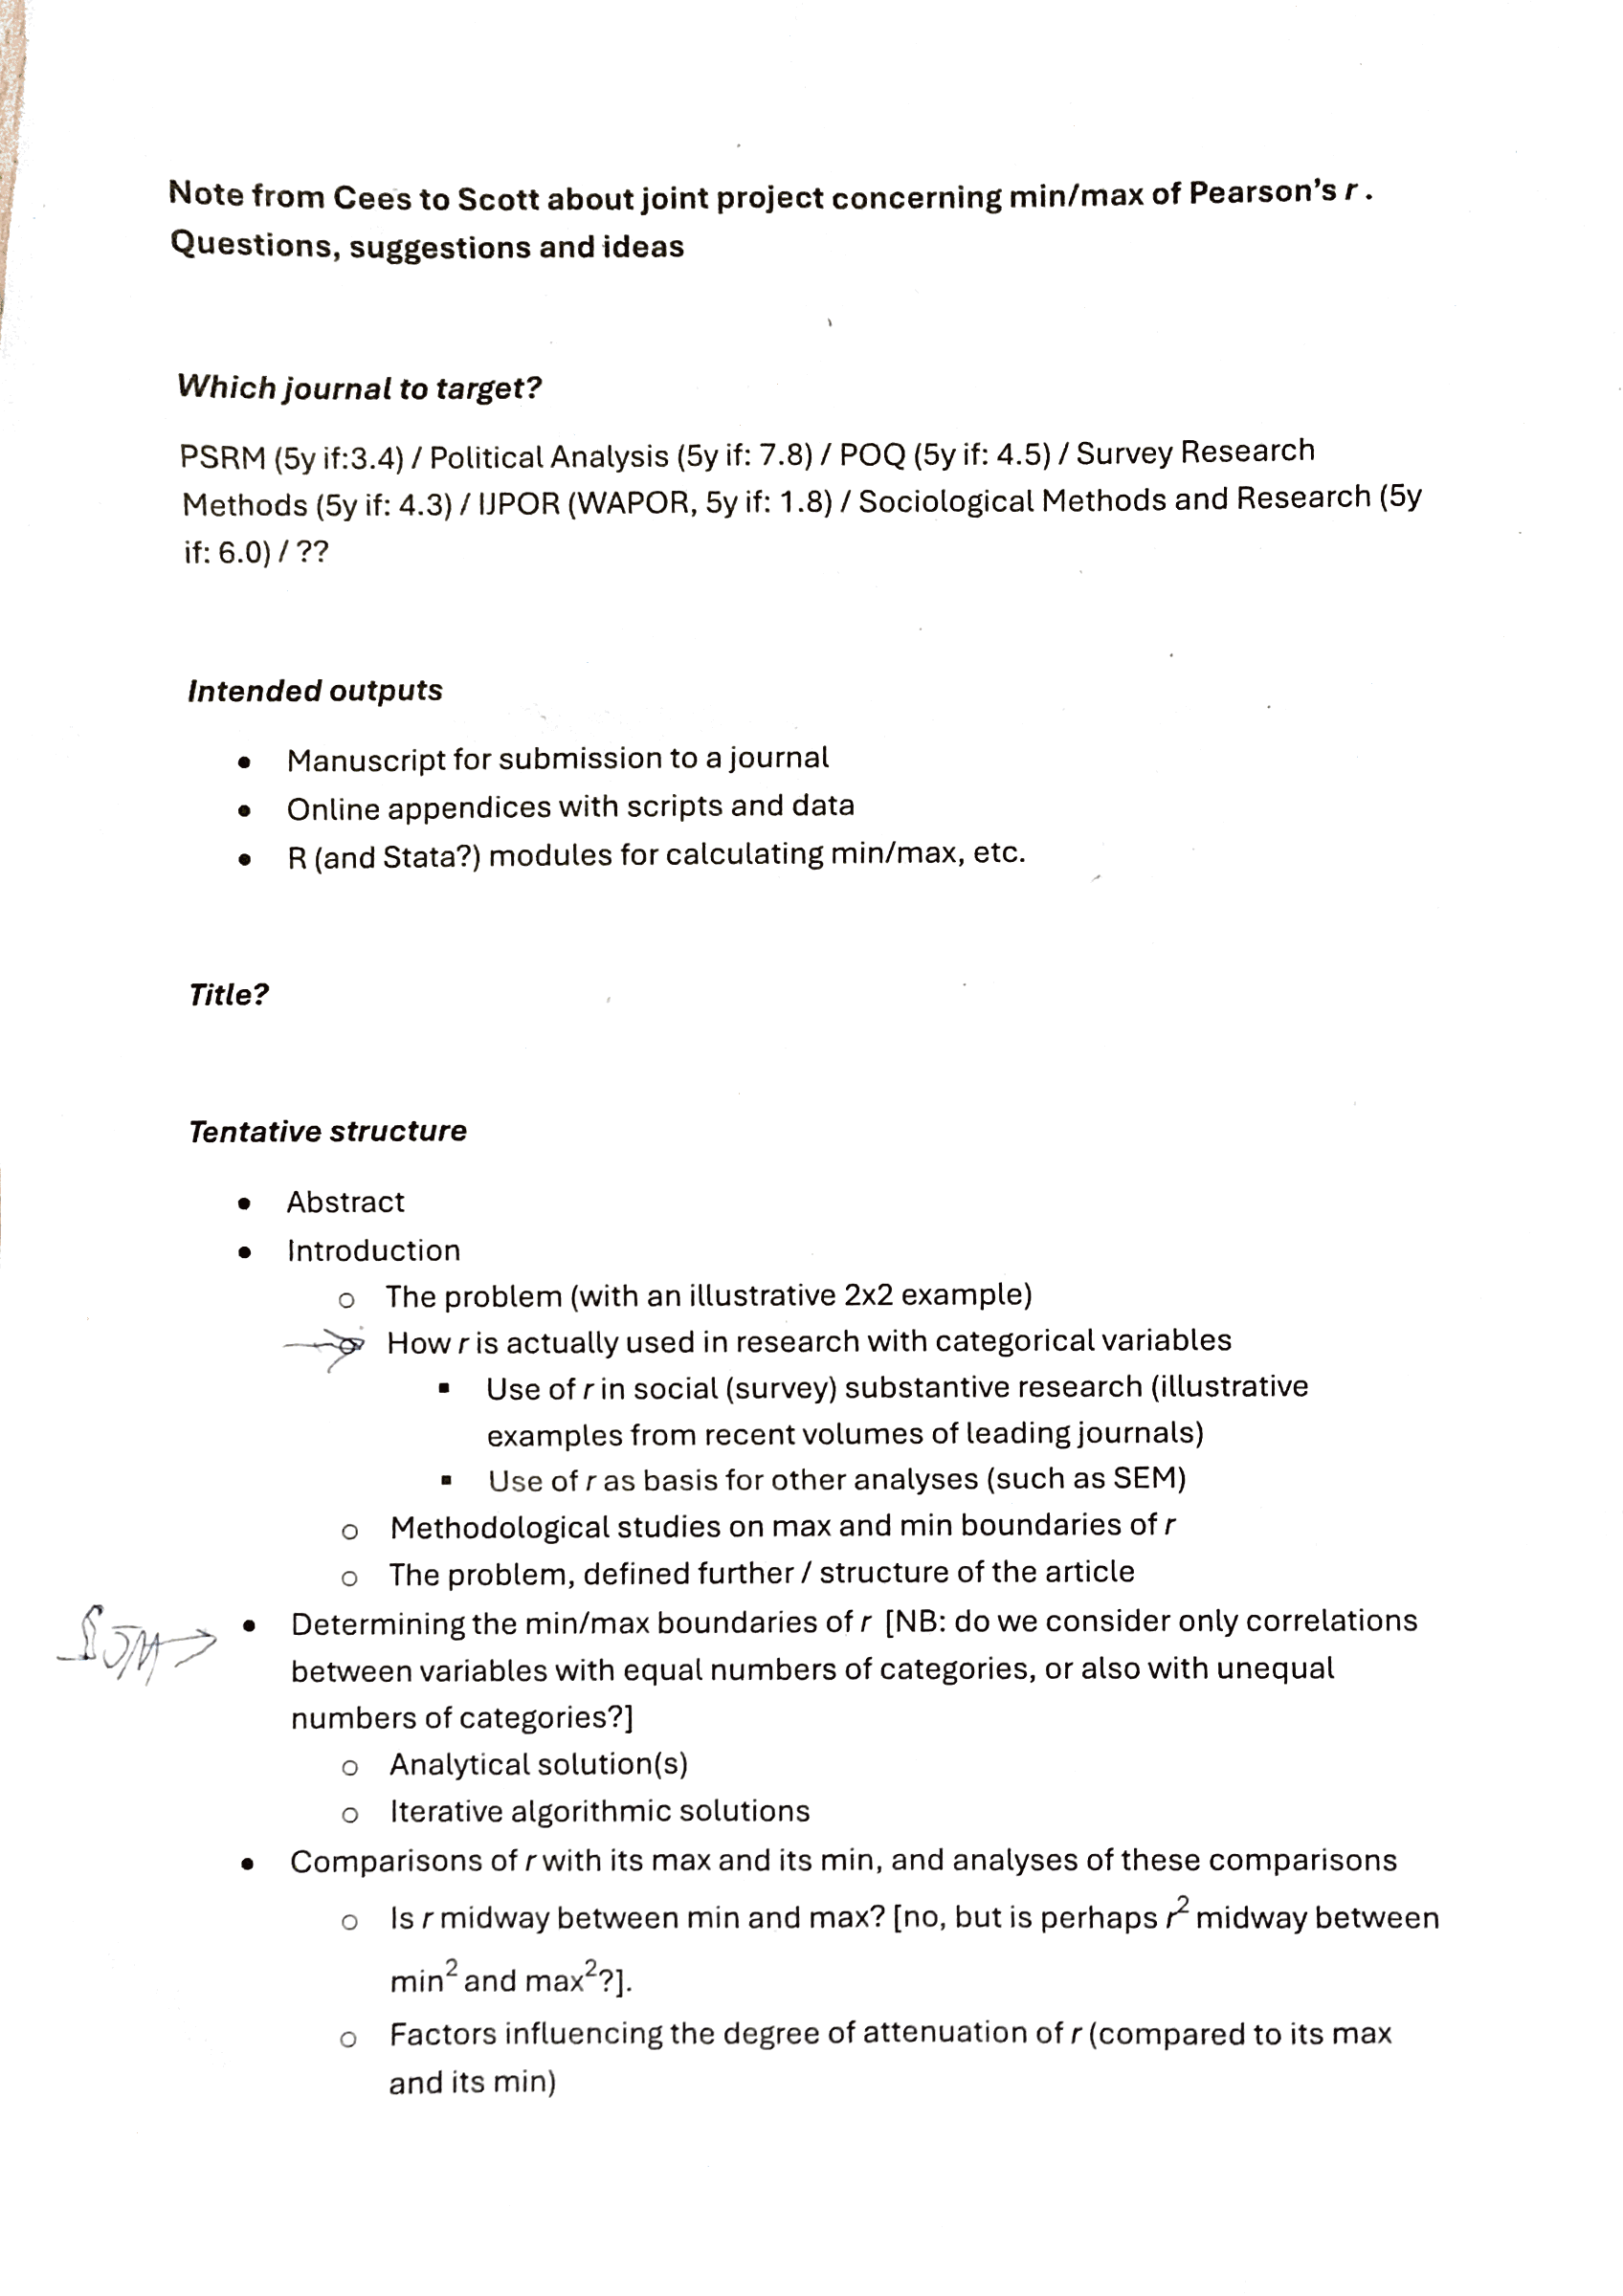 Note from Cees to Scott about joint project concerning min/max of Pearson's r.
Questions, suggestions and ideas
Which journal to target?
PSRM (5y if:3.4) / Political Analysis (5y if: 7.8) / POQ (5y if: 4.5) / Survey Research
Methods (5y if: 4.3) / IJPOR (WAPOR, 5y if: 1.8) / Sociological Methods and Research (5y
if: 6.0) / ??
Intended outputs
• Manuscript for submission to a journal
• Online appendices with scripts and data
• R (and Stata?) modules for calculating min/max, etc.
Title?
Tentative structure
• Abstract
• Introduction
o The problem (with an illustrative 2x2 example)
o How r is actually used in research with categorical variables
▪ Use of r in social (survey) substantive research (illustrative
examples from recent volumes of leading journals)
▪ Use of r as basis for other analyses (such as SEM)
o Methodological studies on max and min boundaries of r
o The problem, defined further / structure of the article
• Determining the min/max boundaries of r [NB: do we consider only correlations
between variables with equal numbers of categories, or also with unequal
numbers of categories?]
o Analytical solution(s)
o Iterative algorithmic solutions
• Comparisons of r with its max and its min, and analyses of these comparisons
o Is r midway between min and max? [no, but is perhaps r² midway between
min² and max²?].
o Factors influencing the degree of attenuation of r (compared to its max
and its min)